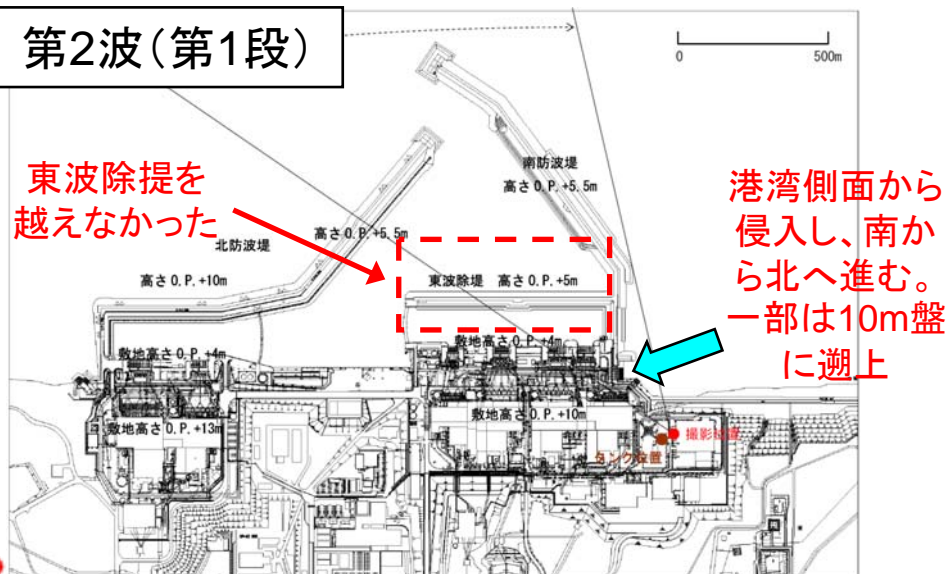 第2波(第1段)
0 500m
南防波堤
高さO.P.+5.5m
東波除提を
越えなかった
港湾側面から
侵入し、南か
ら北へ進む。
一部は10m盤
に遡上
高さO.P.+5.5m
北防波堤
高さO.P.+10m
東波除堤 高さO.P.+5m
敷地高さO.P.+4m
敷地高さO.P.+4m
敷地高さO.P.+10m
敷地高さO.P.+13m
撮影位置
タンク位置